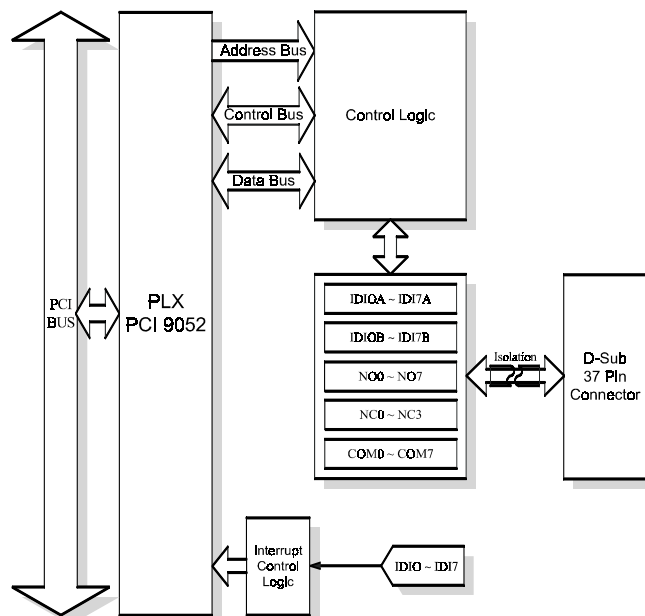 Address Bus
Control Bus
Data Bus
Control Logic
PCI
BUS
PLX
PCI 9052
IDI0A ~ IDI7A
IDI0B ~ IDI7B
NO0 ~ NO7
NC0 ~ NC3
COM0 ~ COM7
Isolation
D-Sub
37 Pin
Connector
Interrupt
Control
Logic
IDI0 ~ IDI7